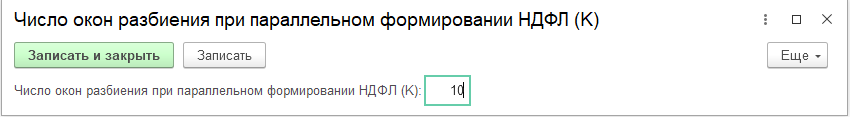 Число окон разбиения при параллельном формировании НДФЛ (К)
Записать и закрыть Записать Еще
Число окон разбиения при параллельном формировании НДФЛ (К): 10